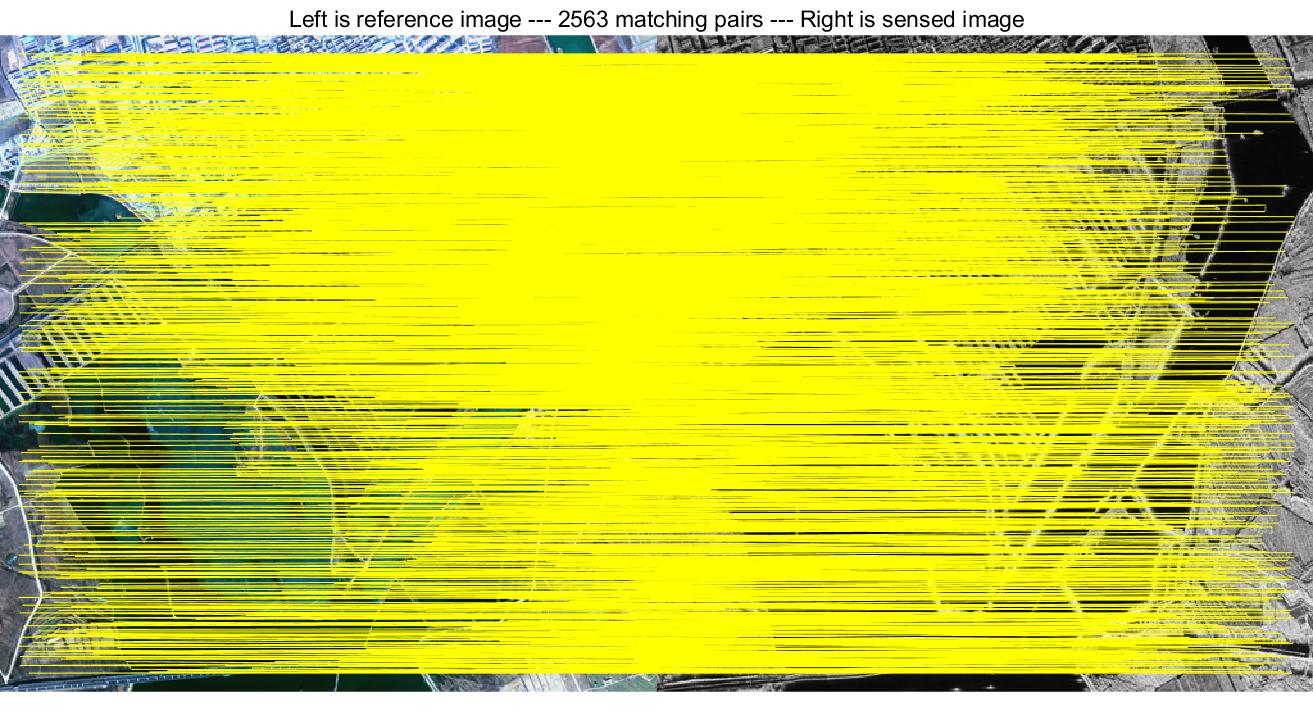 Left is reference image --- 2563 matching pairs --- Right is sensed image